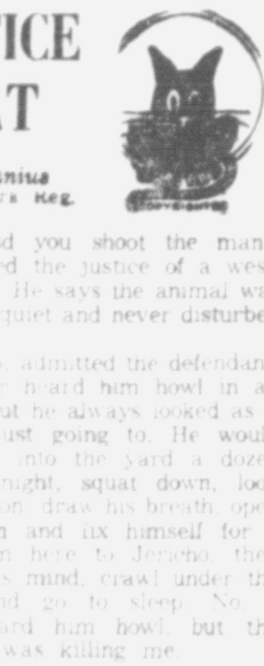 ICE
AT
nius
Reg.
COPYRIGHTED
d you shoot the man
ed the justice of a wes
He says the animal wa
quiet and never disturbe
admitted the defendan
heard him howl in a
ut he always looked as
ust going to. He woul
into the yard a doze
night, squat down, loo
on, draw his breath, ope
h and fix himself for
n here to Jericho, the
s mind, crawl under th
nd go to sleep. No,
ard him howl, but th
was killing me.